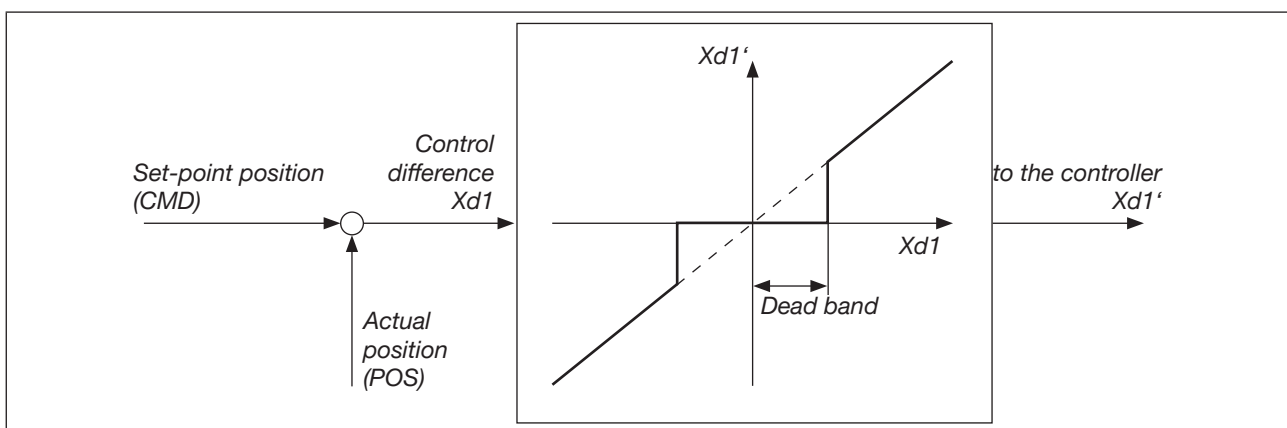 Set-point position
(CMD)
Control
difference
Xd1
Actual
position
(POS)
Xd1‘
Xd1
Dead band
to the controller
Xd1‘